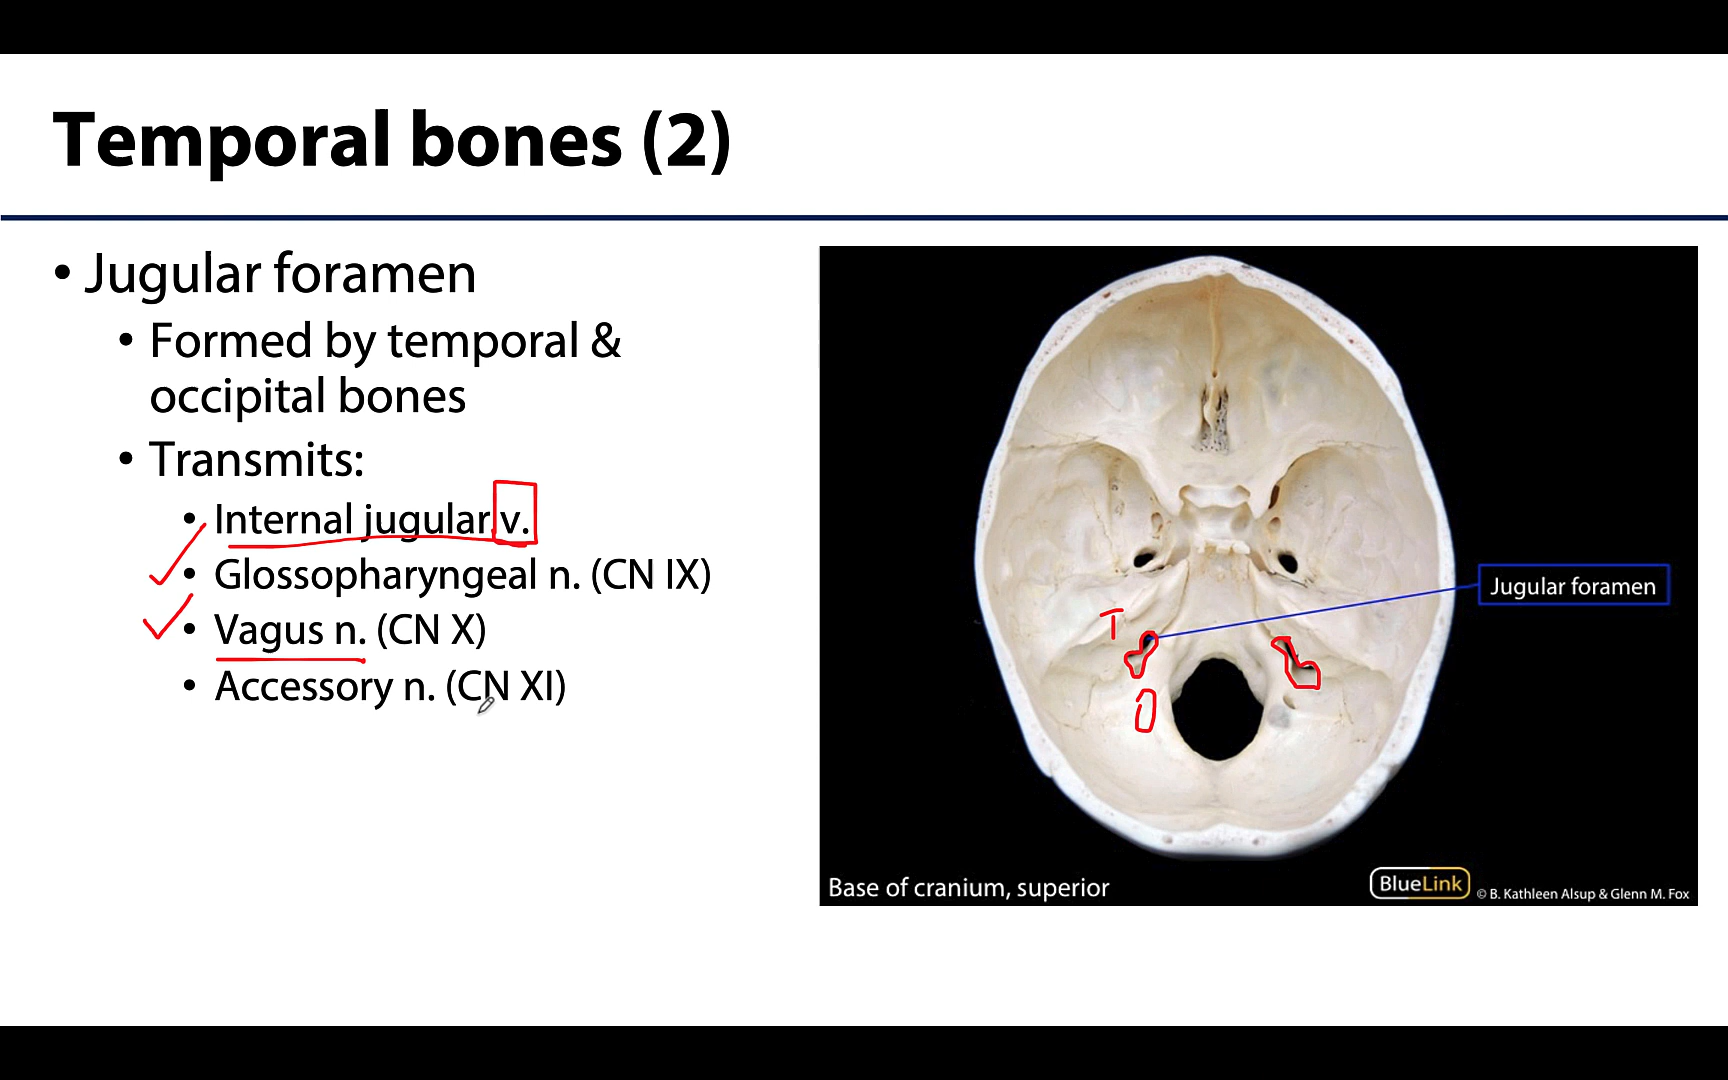 Temporal bones (2)
• Jugular foramen
• Formed by temporal &
occipital bones
• Transmits:
• Internal jugular v.
• Glossopharyngeal n. (CN IX)
• Vagus n. (CN X)
• Accessory n. (CN XI)
Jugular foramen
T
O
Base of cranium, superior
BlueLink
© B. Kathleen Alsup & Glenn M. Fox